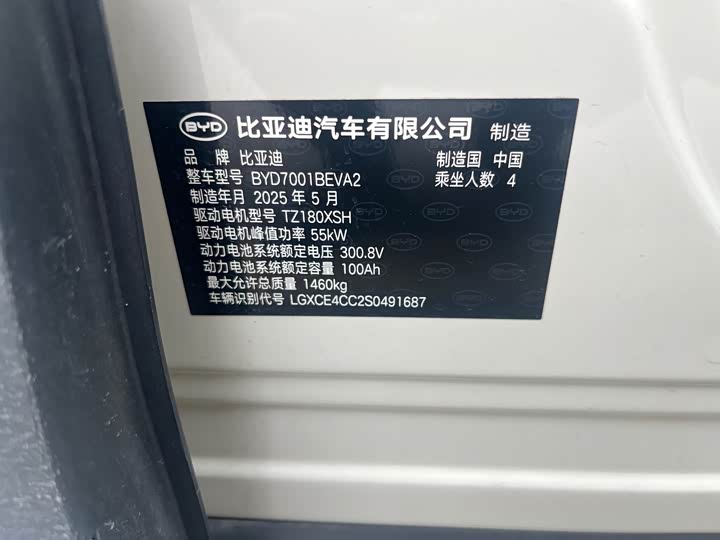 BYD 比亚迪汽车有限公司 制造
品 牌 比亚迪 制造国 中国
整车型号 BYD7001BEVA2 乘坐人数 4
制造年月 2025 年 5 月
驱动电机型号 TZ180XSH
驱动电机峰值功率 55kW
动力电池系统额定电压 300.8V
动力电池系统额定容量 100Ah
最大允许总质量 1460kg
车辆识别代号 LGXCE4CC2S0491687